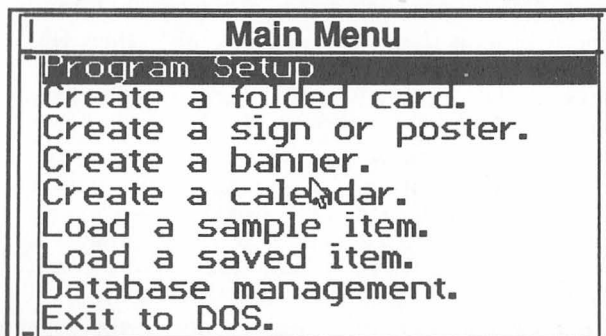 Main Menu
Program Setup
Create a folded card.
Create a sign or poster.
Create a banner.
Create a calendar.
Load a sample item.
Load a saved item.
Database management.
Exit to DOS.